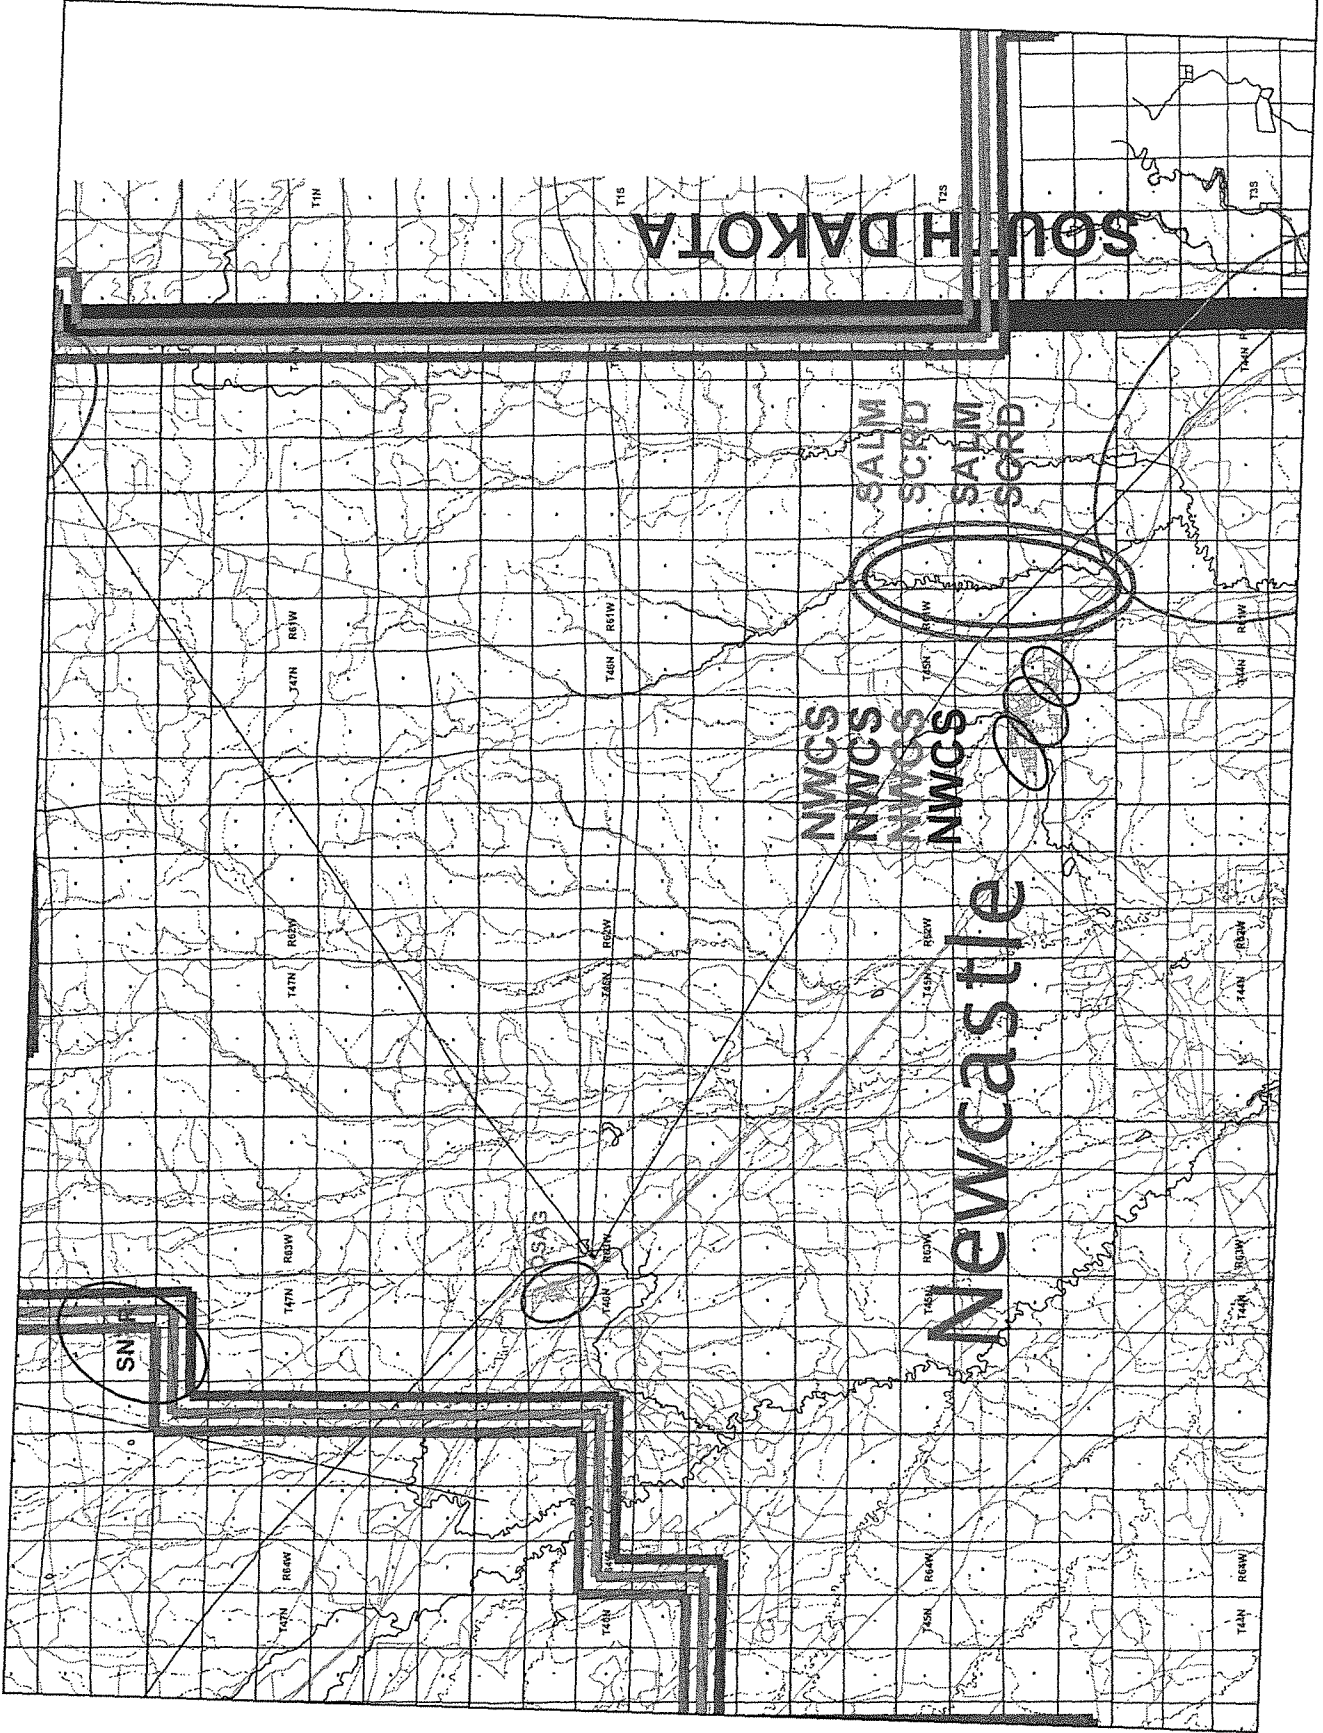 SN R
T47N R64W T47N R63W T47N R62W T47N R61W T1N
OSAG
T46N T46N R63W T46N R62W T46N R61W T1S
NWCS
NWCS
NWCS
NWCS
SALM
SCRD
SALM
SCRD
T45N R64W T45N R63W T45N R62W T45N R61W T2S
Newcastle
SOUTH DAKOTA
T44N R64W T44N R63W T44N R62W T44N R61W T44N R T3S